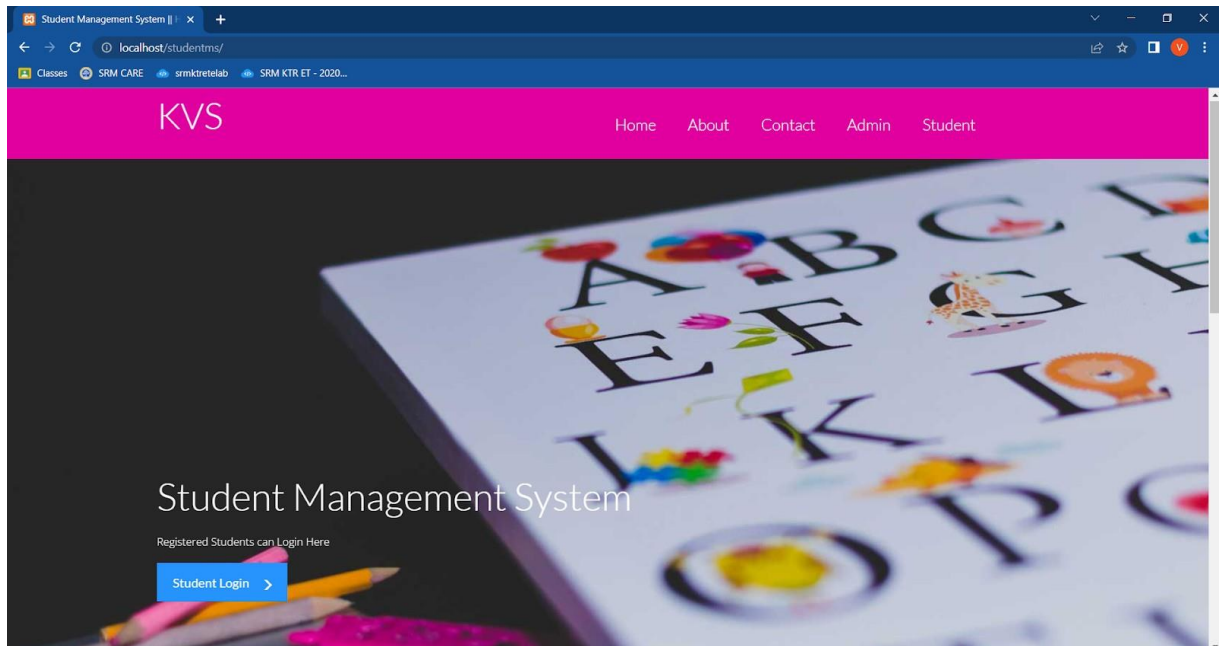 Student Management System || H
localhost/studentms/
Classes SRM CARE srmktretelab SRM KTR ET - 2020...
KVS
Home About Contact Admin Student
A B C D
E F G H
I K L
O P Q
Student Management System
Registered Students can Login Here
Student Login
V